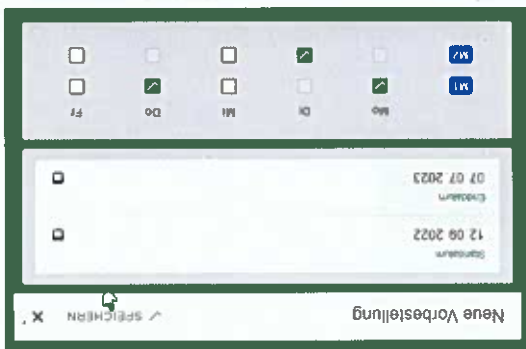 Neue Vorbestellung ✓ SPEICHERN ✕
Startdatum
12 09 2022
Enddatum
07 07 2023
Mo Di Mi Do Fr
M1
M2